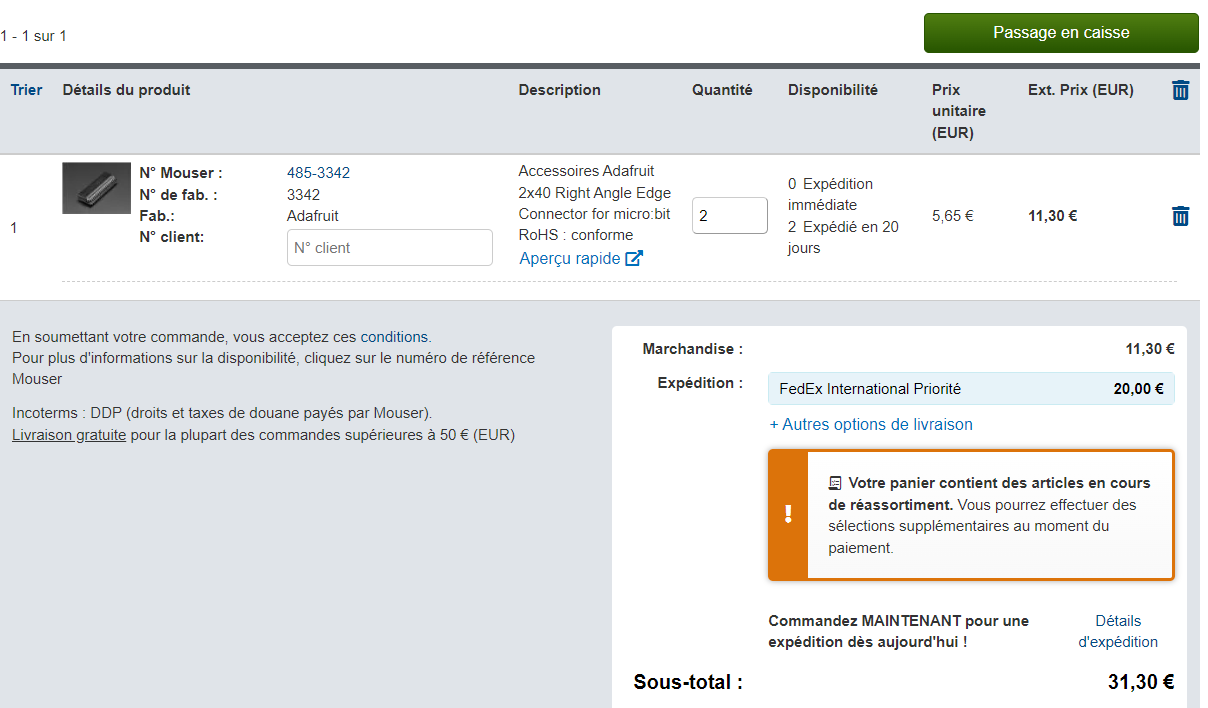 1 - 1 sur 1
Passage en caisse
Trier
Détails du produit
Description
Quantité
Disponibilité
Prix
unitaire
(EUR)
Ext. Prix (EUR)
1
N° Mouser :
485-3342
N° de fab. :
3342
Fab.:
Adafruit
N° client:
N° client
Accessoires Adafruit
2x40 Right Angle Edge
Connector for micro:bit
RoHS : conforme
Aperçu rapide
2
0 Expédition
immédiate
2 Expédié en 20
jours
5,65 €
11,30 €
En soumettant votre commande, vous acceptez ces conditions.
Pour plus d'informations sur la disponibilité, cliquez sur le numéro de référence
Mouser
Incoterms : DDP (droits et taxes de douane payés par Mouser).
Livraison gratuite pour la plupart des commandes supérieures à 50 € (EUR)
Marchandise :
11,30 €
Expédition :
FedEx International Priorité
20,00 €
+ Autres options de livraison
!
Votre panier contient des articles en cours
de réassortiment. Vous pourrez effectuer des
sélections supplémentaires au moment du
paiement.
Commandez MAINTENANT pour une
expédition dès aujourd'hui !
Détails
d'expédition
Sous-total :
31,30 €